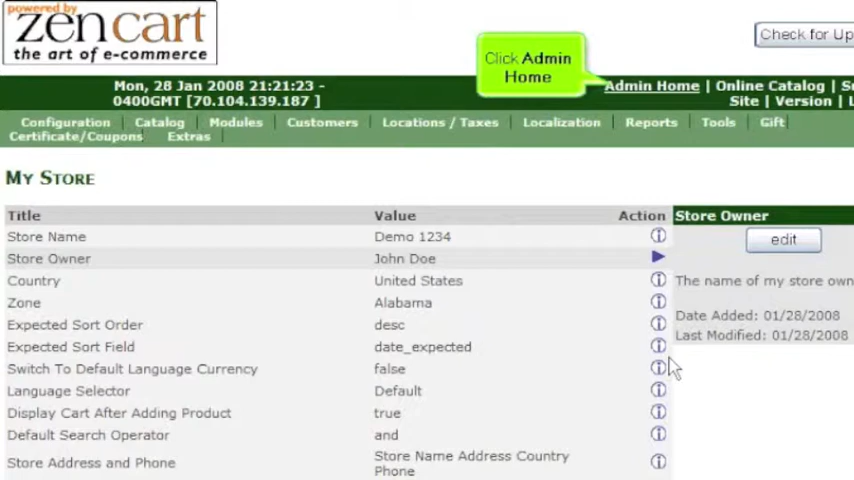 powered by
zen cart
the art of e-commerce
Check for Up
Click Admin
Home
Mon, 28 Jan 2008 21:21:23 -
0400GMT [70.104.139.187 ]
Admin Home | Online Catalog | S
Site | Version | L
Configuration | Catalog | Modules | Customers | Locations / Taxes | Localization | Reports | Tools | Gift
Certificate/Coupons | Extras |
My Store
Title Value Action
Store Owner
Store Name Demo 1234
edit
Store Owner John Doe
Country United States
The name of my store own
Zone Alabama
Date Added: 01/28/2008
Expected Sort Order desc
Last Modified: 01/28/2008
Expected Sort Field date_expected
Switch To Default Language Currency false
Language Selector Default
Display Cart After Adding Product true
Default Search Operator and
Store Address and Phone Store Name Address Country
Phone